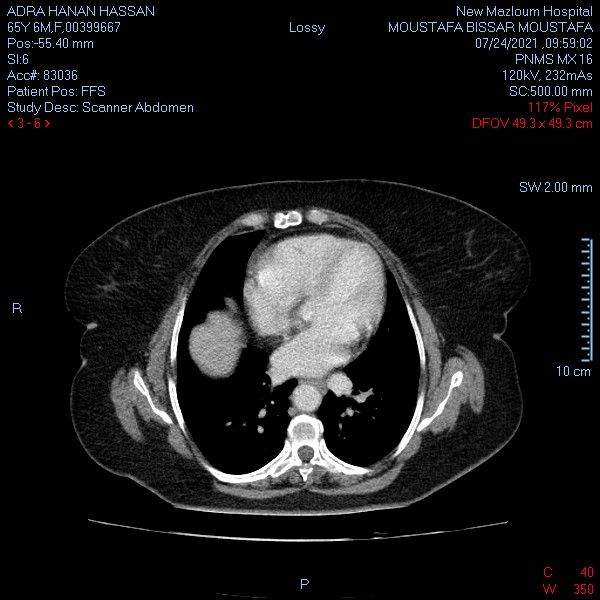 ADRA HANAN HASSAN
65Y 6M,F,00399667
Pos:-55.40 mm
SI:6
Acc#: 83036
Patient Pos: FFS
Study Desc: Scanner Abdomen
< 3 - 6 >
Lossy
New Mazloum Hospital
MOUSTAFA BISSAR MOUSTAFA
07/24/2021 ,09:59:02
PNMS MX 16
120kV, 232mAs
SC:500.00 mm
117% Pixel
DFOV 49.3 x 49.3 cm
SW 2.00 mm
R
10 cm
P
C 40
W 350